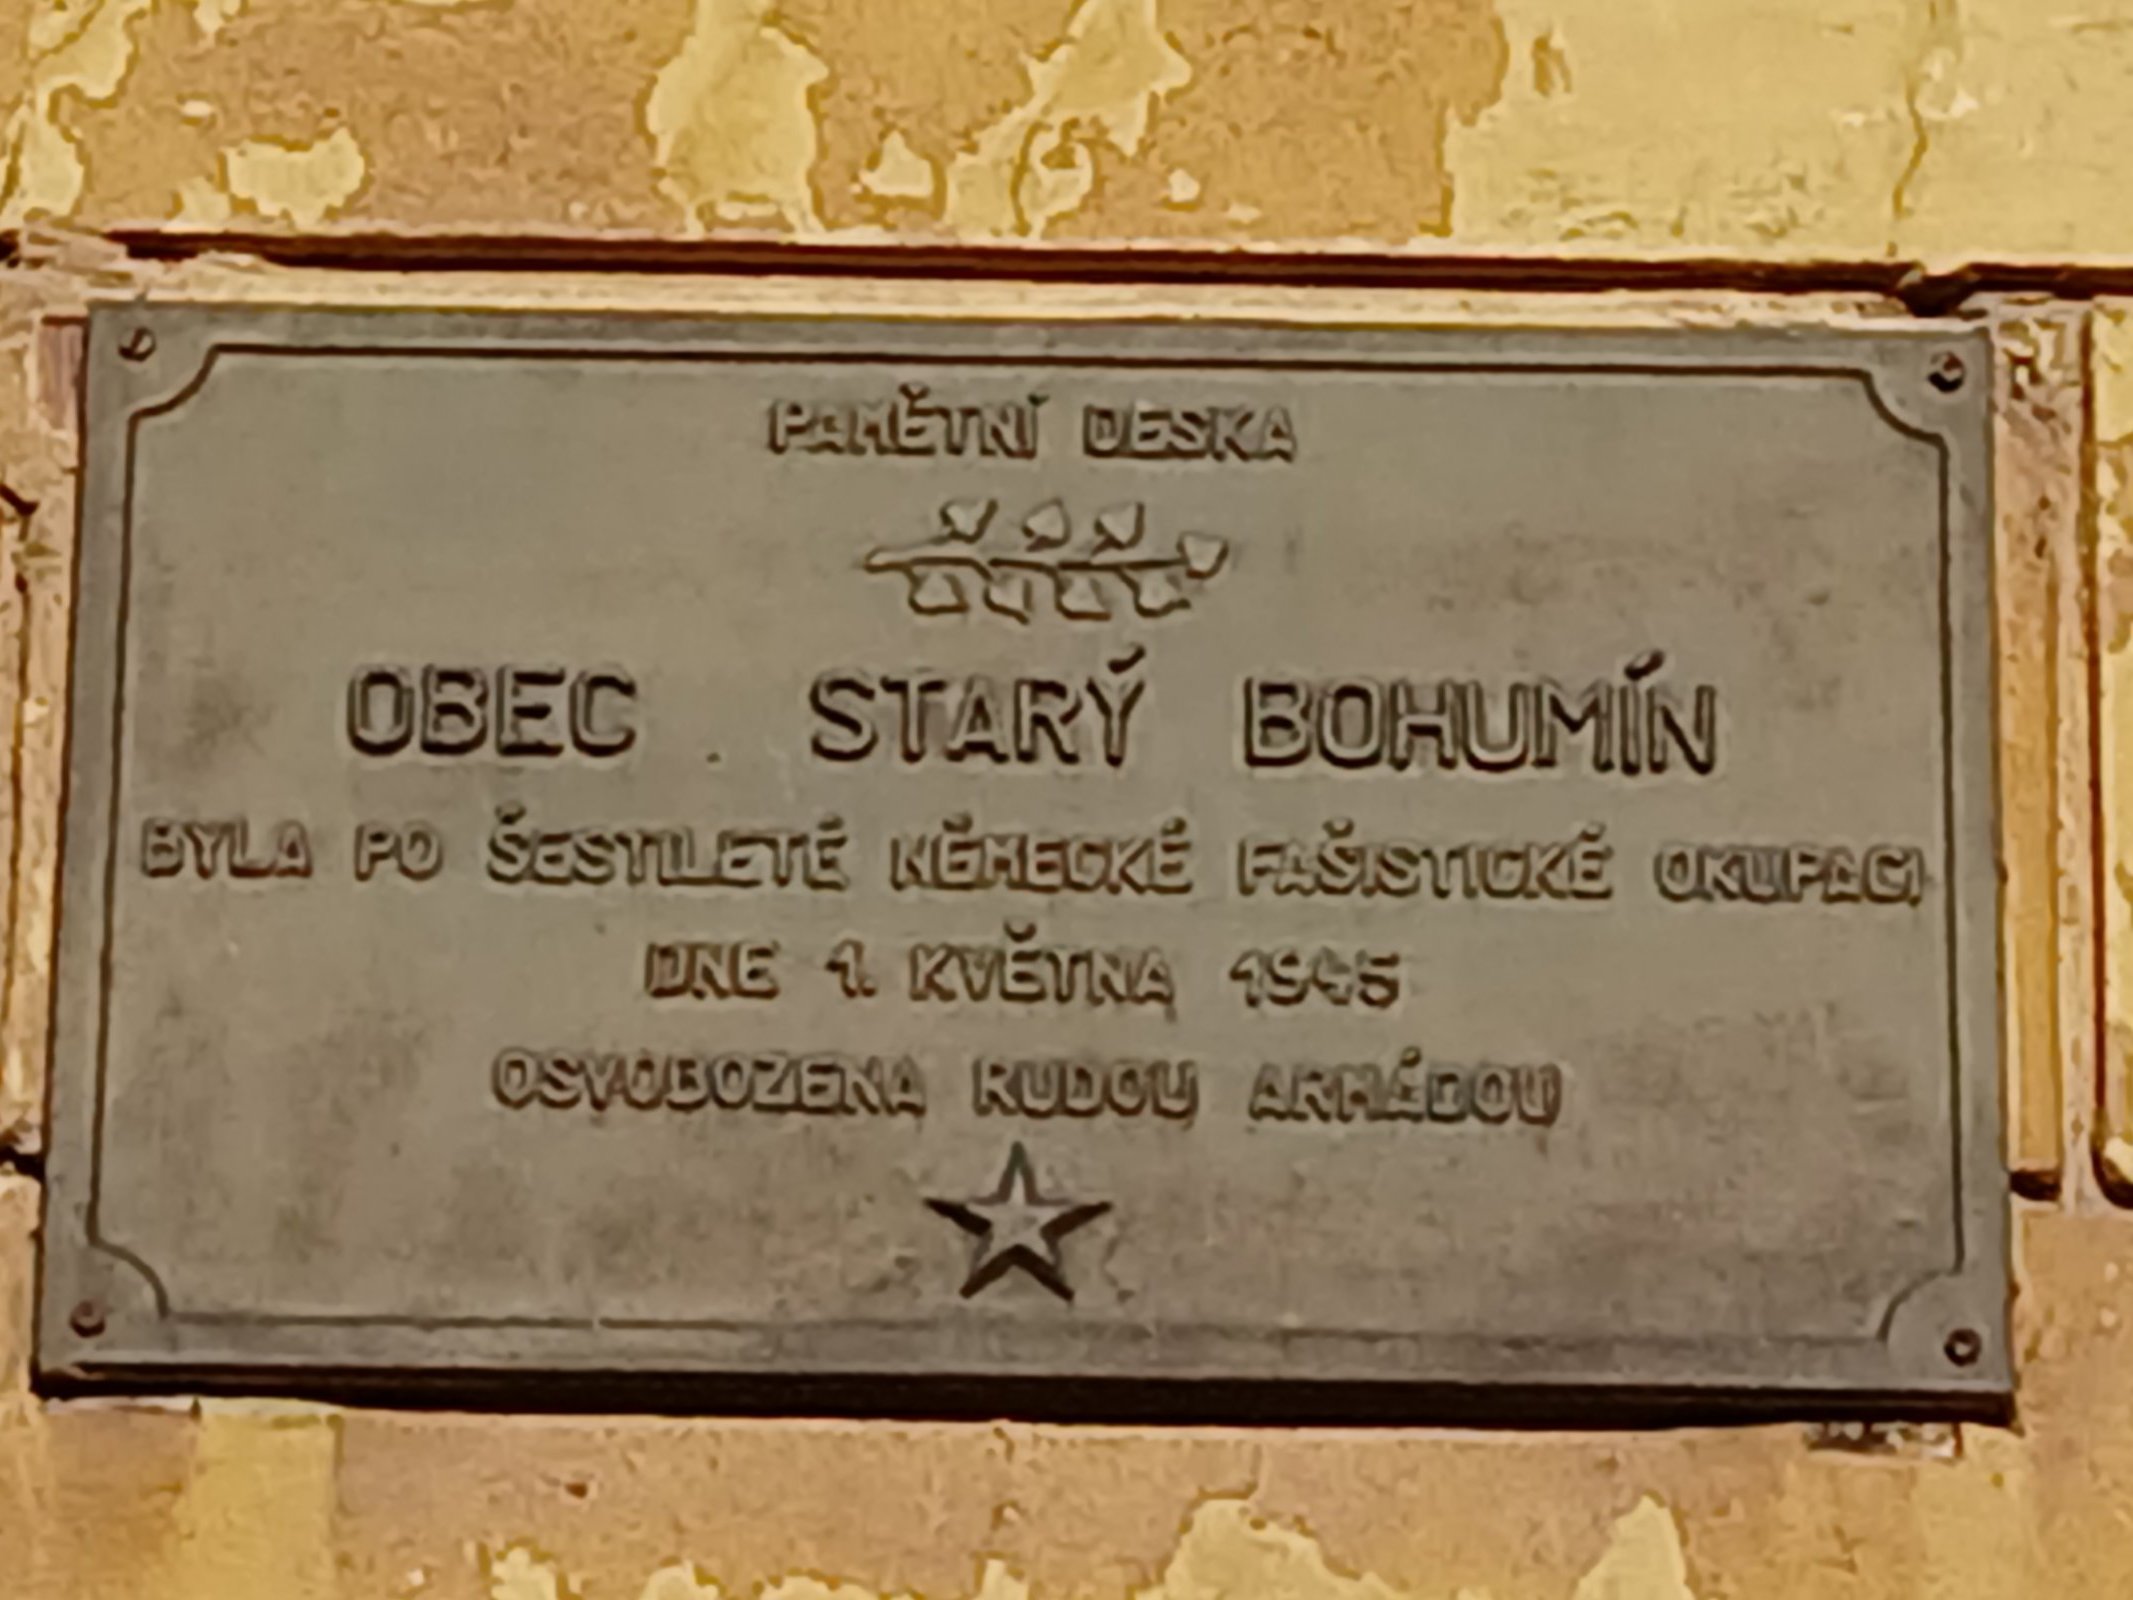 PAMĚTNÍ DESKA
OBEC STARÝ BOHUMÍN
BYLA PO ŠESTILETÉ NĚMECKÉ FAŠISTICKÉ OKUPACI
DNE 1. KVĚTNA 1945
OSVOBOZENA RUDOU ARMÁDOU